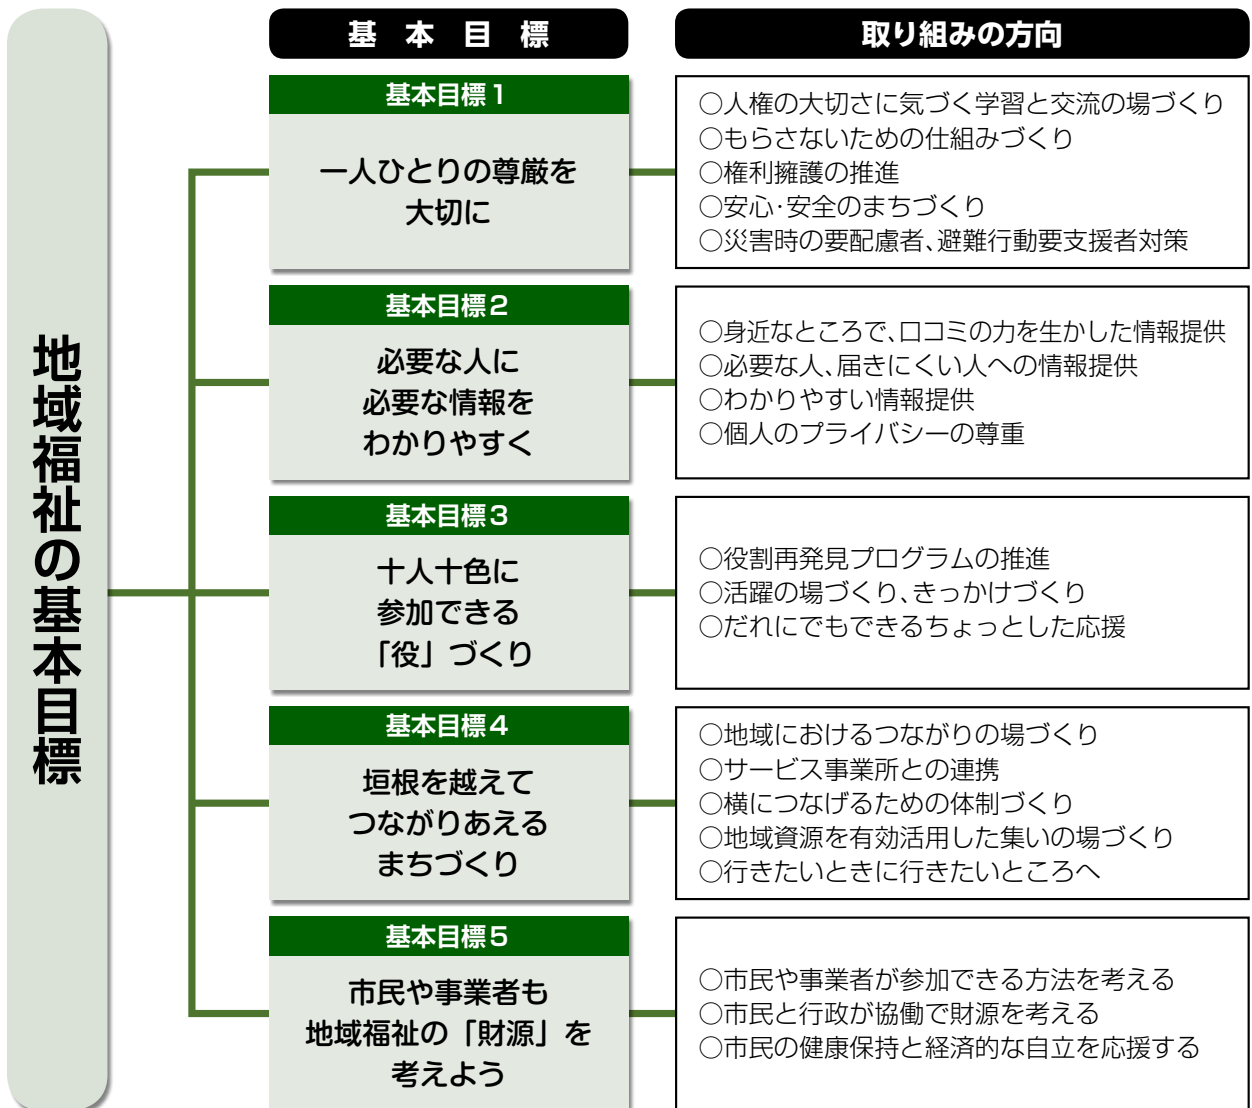 地域福祉の基本目標
基本目標
取り組みの方向
基本目標1
一人ひとりの尊厳を
大切に
○人権の大切さに気づく学習と交流の場づくり
○もらさないための仕組みづくり
○権利擁護の推進
○安心・安全のまちづくり
○災害時の要配慮者、避難行動要支援者対策
基本目標2
必要な人に
必要な情報を
わかりやすく
○身近なところで、口コミの力を生かした情報提供
○必要な人、届きにくい人への情報提供
○わかりやすい情報提供
○個人のプライバシーの尊重
基本目標3
十人十色に
参加できる
「役」づくり
○役割再発見プログラムの推進
○活躍の場づくり、きっかけづくり
○だれにでもできるちょっとした応援
基本目標4
垣根を越えて
つながりあえる
まちづくり
○地域におけるつながりの場づくり
○サービス事業所との連携
○横につなげるための体制づくり
○地域資源を有効活用した集いの場づくり
○行きたいときに行きたいところへ
基本目標5
市民や事業者も
地域福祉の「財源」を
考えよう
○市民や事業者が参加できる方法を考える
○市民と行政が協働で財源を考える
○市民の健康保持と経済的な自立を応援する